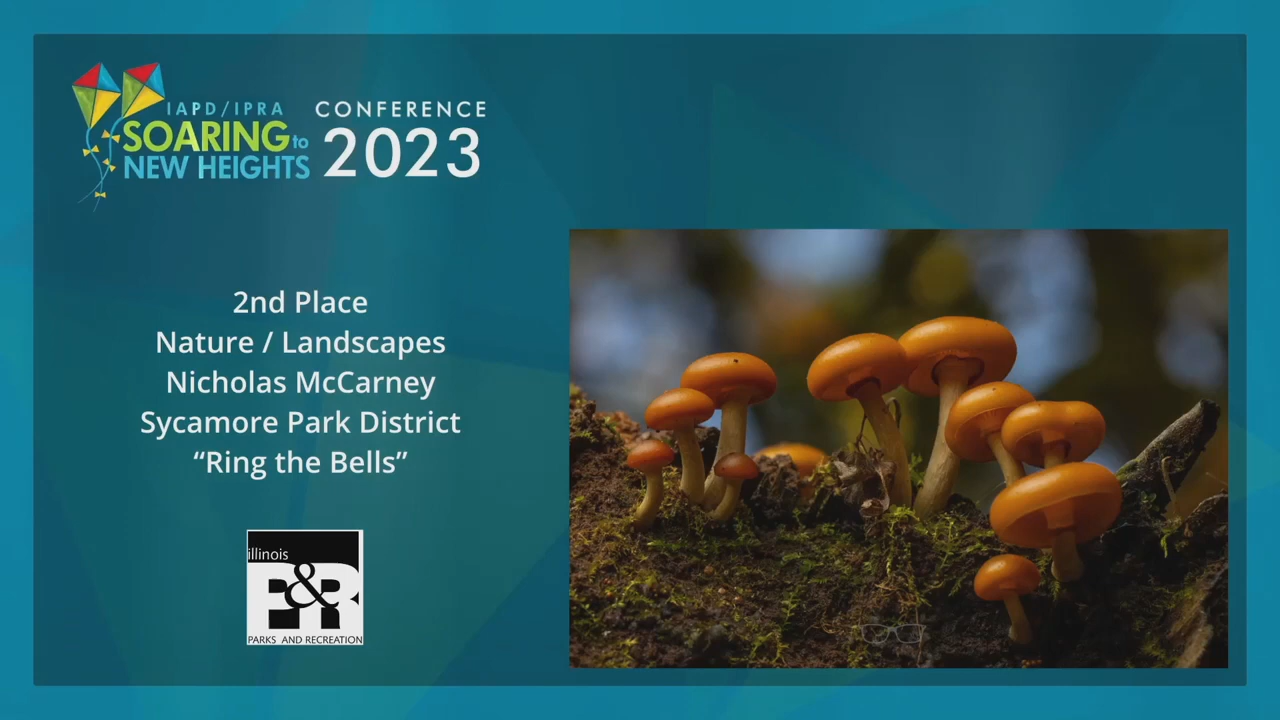 IAPD/IPRA
SOARING to
NEW HEIGHTS
CONFERENCE
2023
2nd Place
Nature / Landscapes
Nicholas McCarney
Sycamore Park District
“Ring the Bells”
illinois
P&R
PARKS AND RECREATION